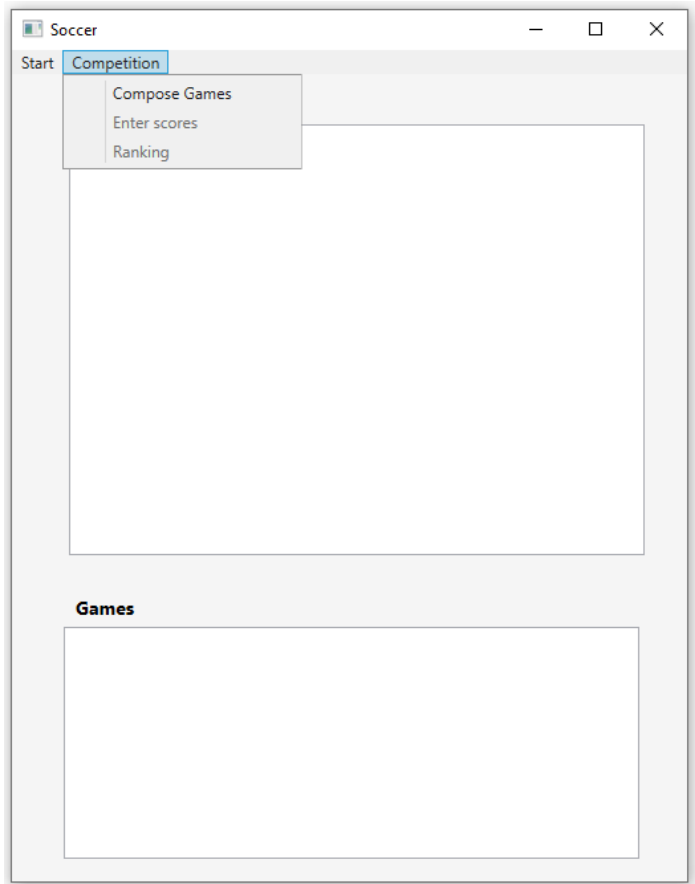 Soccer
Start Competition
Compose Games
Enter scores
Ranking
Games